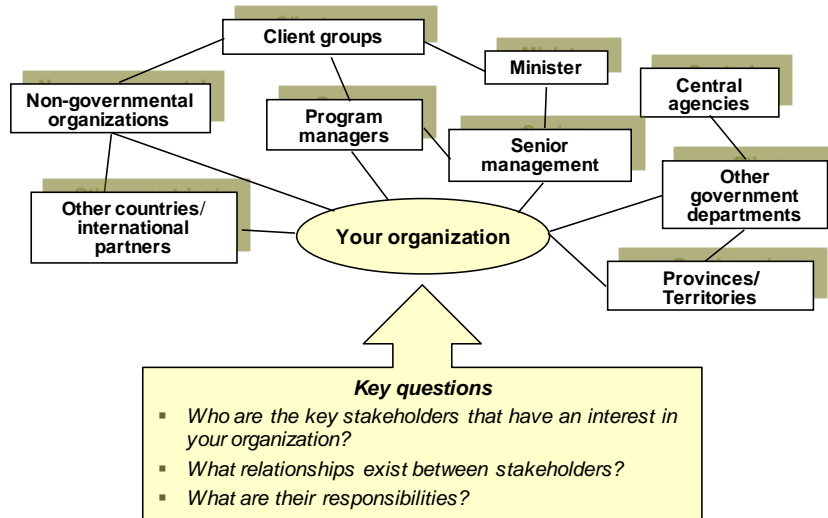 Client groups
Minister
Central
agencies
Non-governmental
organizations
Program
managers
Senior
management
Other
government
departments
Other countries/
international
partners
Your organization
Provinces/
Territories
Key questions
▪ Who are the key stakeholders that have an interest in
your organization?
▪ What relationships exist between stakeholders?
▪ What are their responsibilities?